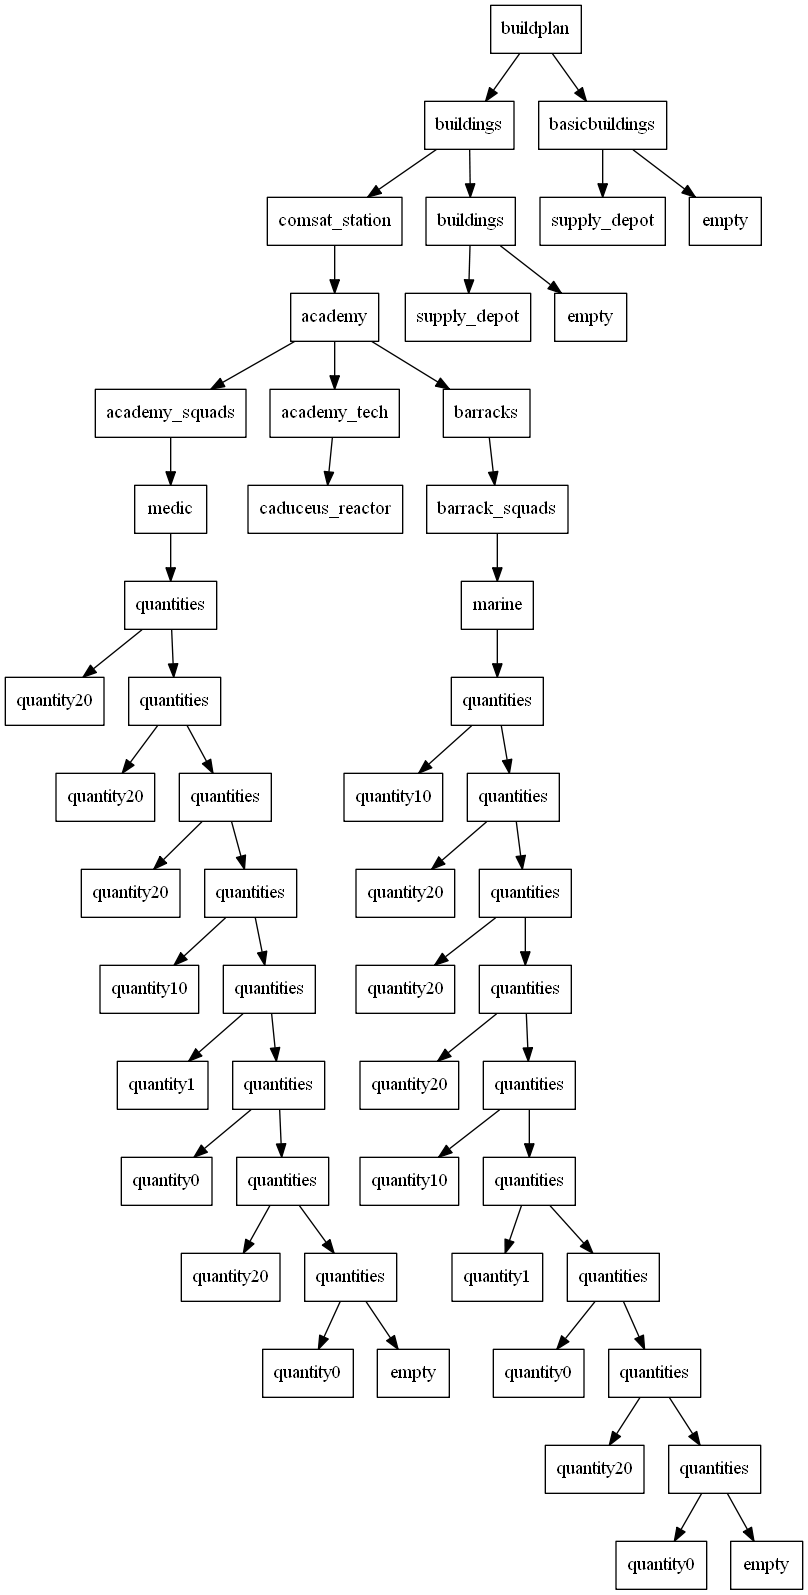 buildplan
buildings
basicbuildings
comsat_station
buildings
supply_depot
empty
academy
supply_depot
empty
academy_squads
academy_tech
barracks
medic
caduceus_reactor
barrack_squads
quantities
marine
quantity20
quantities
quantities
quantity20
quantities
quantity10
quantities
quantity20
quantities
quantity20
quantities
quantity10
quantities
quantity20
quantities
quantity1
quantities
quantity20
quantities
quantity0
quantities
quantity10
quantities
quantity20
quantities
quantity1
quantities
quantity0
empty
quantity0
quantities
quantity20
quantities
quantity0
empty